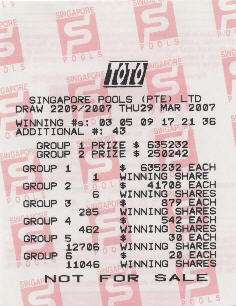 TOTO
SINGAPORE POOLS (PTE) LTD
DRAW 2209/2007 THU29 MAR 2007
WINNING #s: 03 05 09 17 21 36
ADDITIONAL #: 43
GROUP 1 PRIZE $ 635232
GROUP 2 PRIZE $ 250242
GROUP 1 $ 635232 EACH
1 WINNING SHARE
GROUP 2 $ 41708 EACH
6 WINNING SHARES
GROUP 3 $ 879 EACH
285 WINNING SHARES
GROUP 4 $ 542 EACH
462 WINNING SHARES
GROUP 5 $ 30 EACH
12706 WINNING SHARES
GROUP 6 $ 20 EACH
11046 WINNING SHARES
NOT FOR SALE
SINGAPORE
POOLS